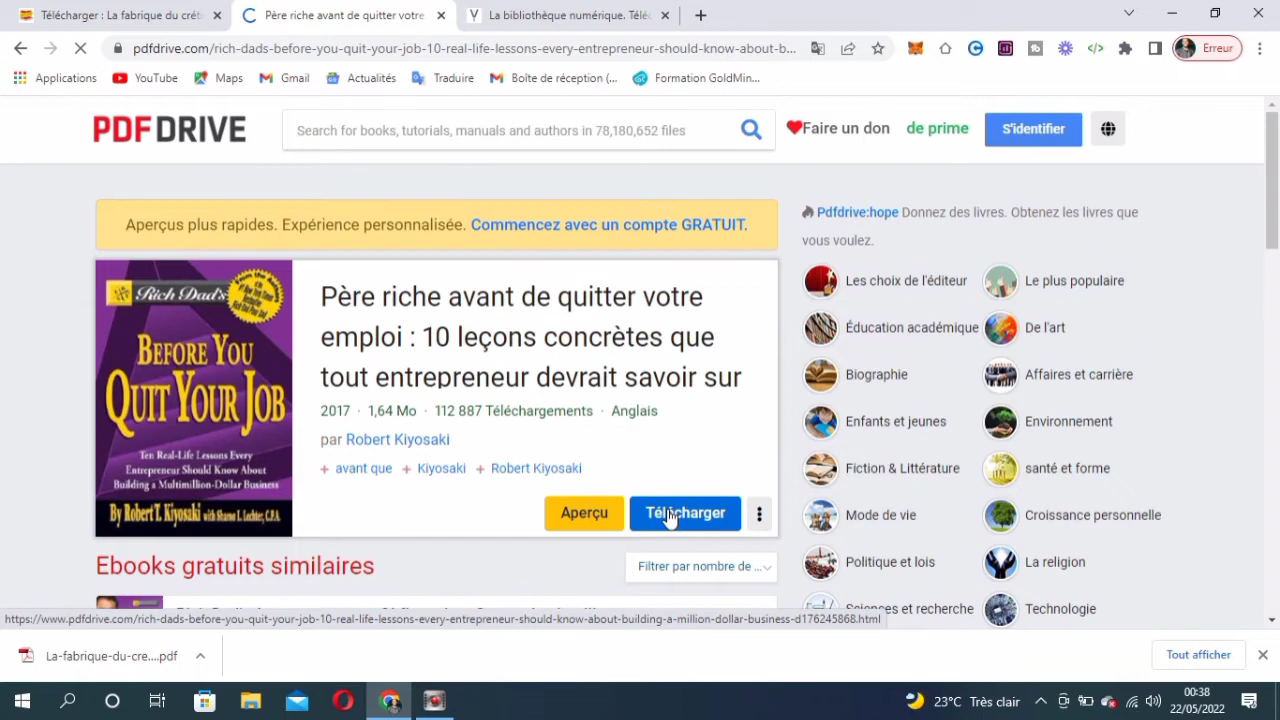 Télécharger : La fabrique du crét
Père riche avant de quitter votre
La bibliothèque numérique. Téléc
pdfdrive.com/rich-dads-before-you-quit-your-job-10-real-life-lessons-every-entrepreneur-should-know-about-b...
Erreur
Applications YouTube Maps Gmail Actualités Traduire Boîte de réception (... Formation GoldMin...
PDFDRIVE
Search for books, tutorials, manuals and authors in 78,180,652 files
Faire un don de prime S'identifier
Aperçus plus rapides. Expérience personnalisée. Commencez avec un compte GRATUIT.
Rich Dad's
BEFORE YOU
QUIT YOUR JOB
Ten Real-Life Lessons Every
Entrepreneur Should Know About
Building a Multimillion-Dollar Business
By Robert T. Kiyosaki with Sharon L. Lechter, C.P.A.
Père riche avant de quitter votre
emploi : 10 leçons concrètes que
tout entrepreneur devrait savoir sur
2017 · 1,64 Mo · 112 887 Téléchargements · Anglais
par Robert Kiyosaki
+ avant que + Kiyosaki + Robert Kiyosaki
Aperçu Télécharger
Ebooks gratuits similaires
Filtrer par nombre de ...
Pdfdrive:hope Donnez des livres. Obtenez les livres que
vous voulez.
Les choix de l'éditeur Le plus populaire
Éducation académique De l'art
Biographie Affaires et carrière
Enfants et jeunes Environnement
Fiction & Littérature santé et forme
Mode de vie Croissance personnelle
Politique et lois La religion
Sciences et recherche Technologie
https://www.pdfdrive.com/rich-dads-before-you-quit-your-job-10-real-life-lessons-every-entrepreneur-should-know-about-building-a-million-dollar-business-d176245868.html
La-fabrique-du-cre....pdf
Tout afficher
23°C Très clair
00:38
22/05/2022